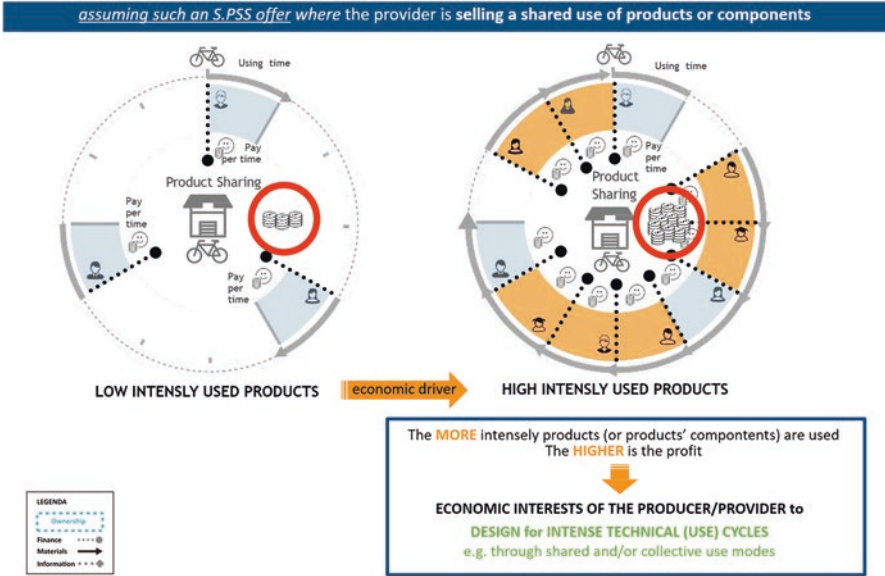 assuming such an S.PSS offer where the provider is selling a shared use of products or components
Using time
Pay
per time
Product Sharing
Pay
per
time
Pay
per time
LOW INTENSLY USED PRODUCTS
economic driver
Using time
Pay
per
time
Product
Sharing
HIGH INTENSLY USED PRODUCTS
The MORE intensely products (or products' compontents) are used
The HIGHER is the profit
ECONOMIC INTERESTS OF THE PRODUCER/PROVIDER to
DESIGN for INTENSE TECHNICAL (USE) CYCLES
e.g. through shared and/or collective use modes
LEGENDA
Ownership
Finance
Materials
Information